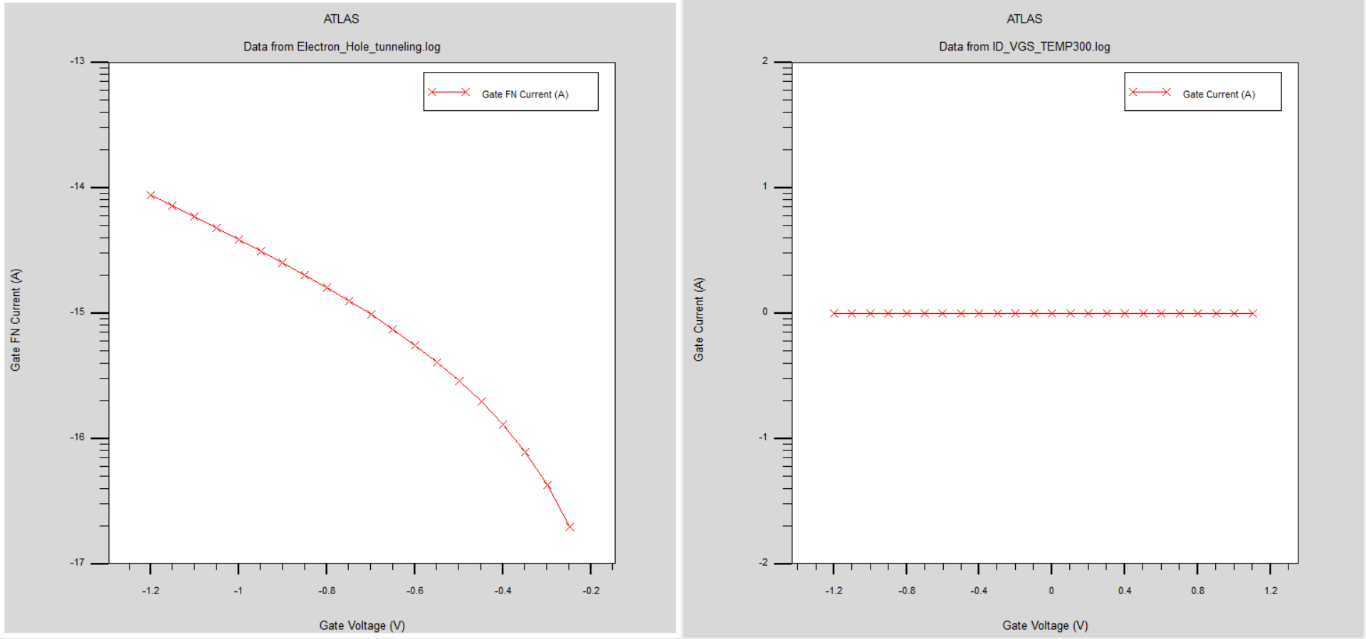 ATLAS
Data from Electron_Hole_tunneling.log
-13
Gate FN Current (A)
-14
-15
-16
-17
Gate FN Current (A)
-1.2
-1
-0.8
-0.6
-0.4
-0.2
Gate Voltage (V)
ATLAS
Data from ID_VGS_TEMP300.log
2
Gate Current (A)
1
0
-1
-2
Gate Current (A)
-1.2
-0.8
-0.4
0
0.4
0.8
1.2
Gate Voltage (V)